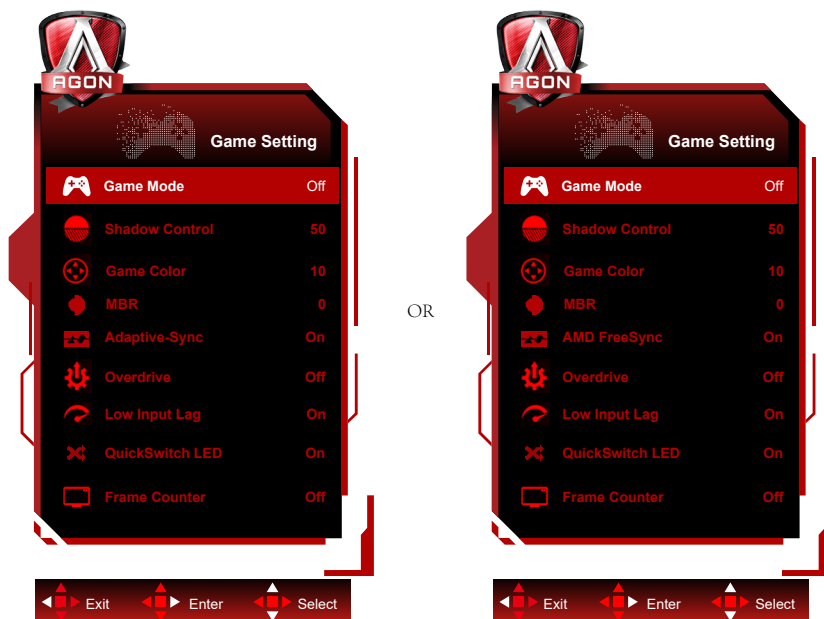 AGON
Game Setting
Game Mode Off
Shadow Control 50
Game Color 10
MBR 0
Adaptive-Sync On
Overdrive Off
Low Input Lag On
QuickSwitch LED On
Frame Counter Off
Exit Enter Select
OR
AGON
Game Setting
Game Mode Off
Shadow Control 50
Game Color 10
MBR 0
AMD FreeSync On
Overdrive Off
Low Input Lag On
QuickSwitch LED On
Frame Counter Off
Exit Enter Select